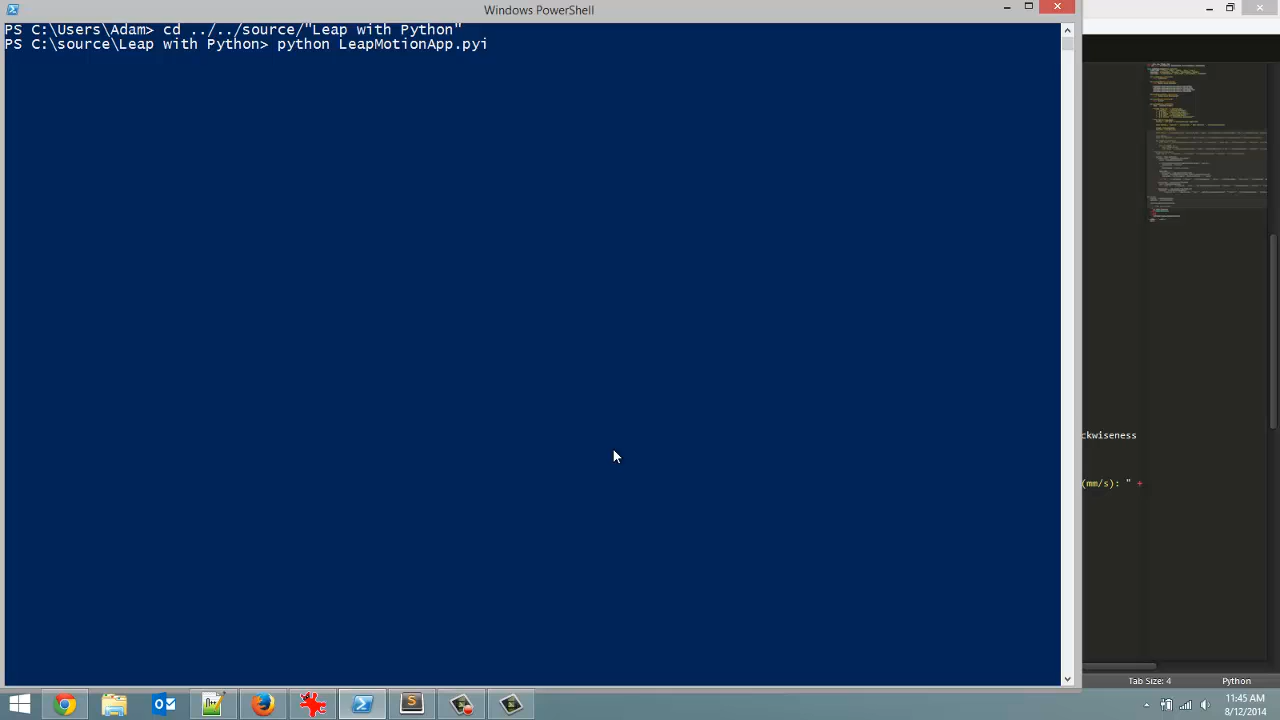 Windows PowerShell
PS C:\Users\Adam> cd ../../source/"Leap with Python"
PS C:\source\Leap with Python> python LeapMotionApp.pyi
ckwiseness
(mm/s): " +
Tab Size: 4
Python
11:45 AM
8/12/2014